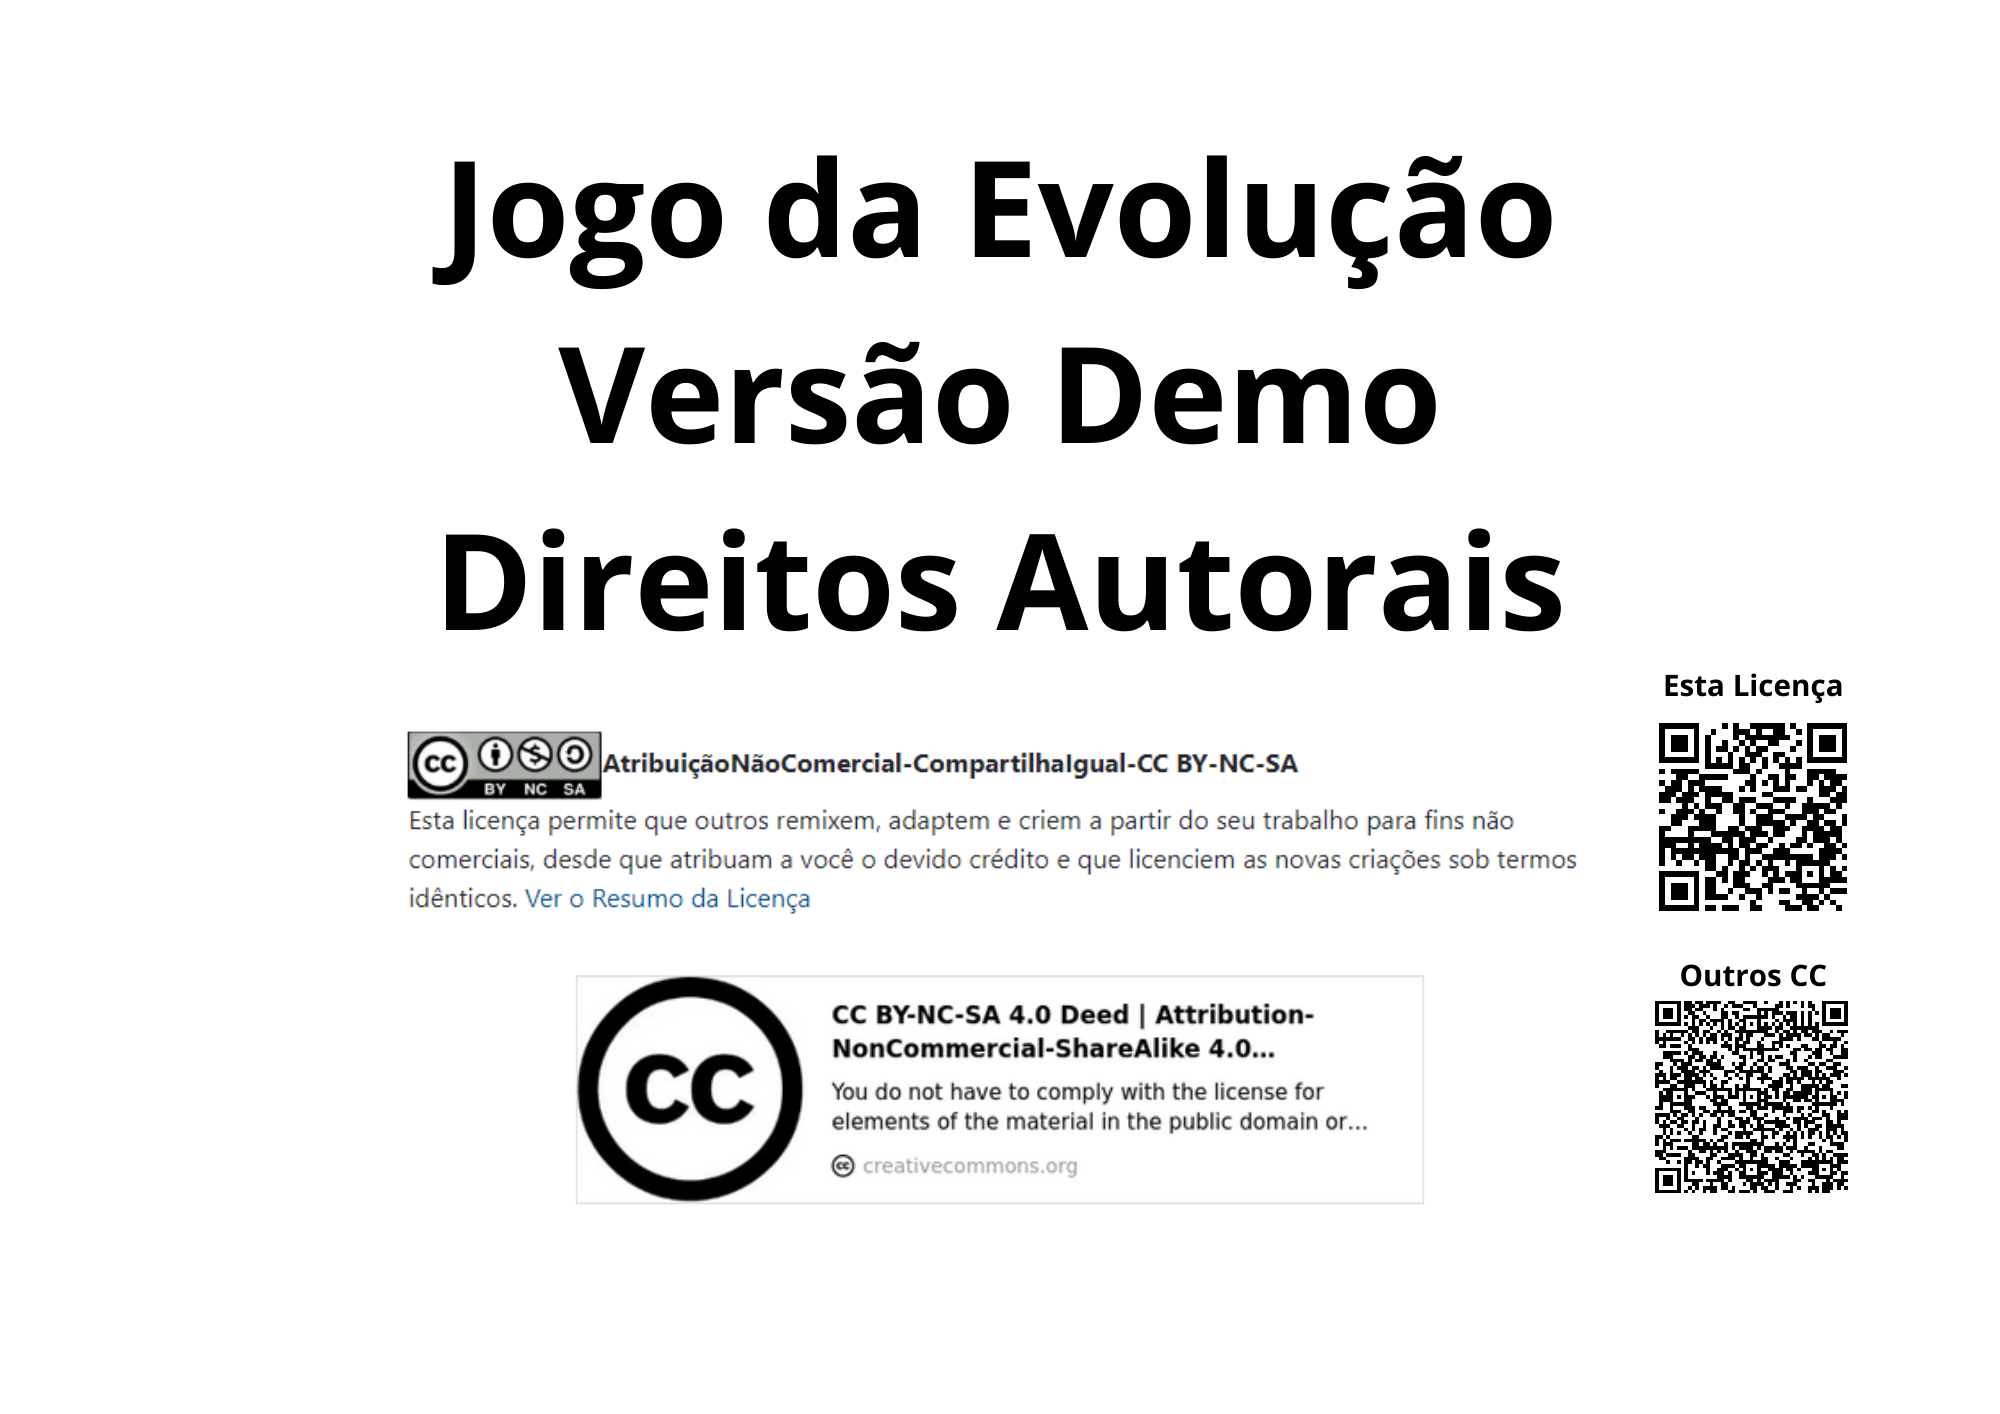 Jogo da Evolução
Versão Demo
Direitos Autorais
Esta Licença
cc
BY NC SA
AtribuiçãoNãoComercial-CompartilhaIgual-CC BY-NC-SA
Esta licença permite que outros remixem, adaptem e criem a partir do seu trabalho para fins não
comerciais, desde que atribuam a você o devido crédito e que licenciem as novas criações sob termos
idênticos. Ver o Resumo da Licença
Outros CC
cc
CC BY-NC-SA 4.0 Deed | Attribution-
NonCommercial-ShareAlike 4.0...
You do not have to comply with the license for
elements of the material in the public domain or...
cc creativecommons.org